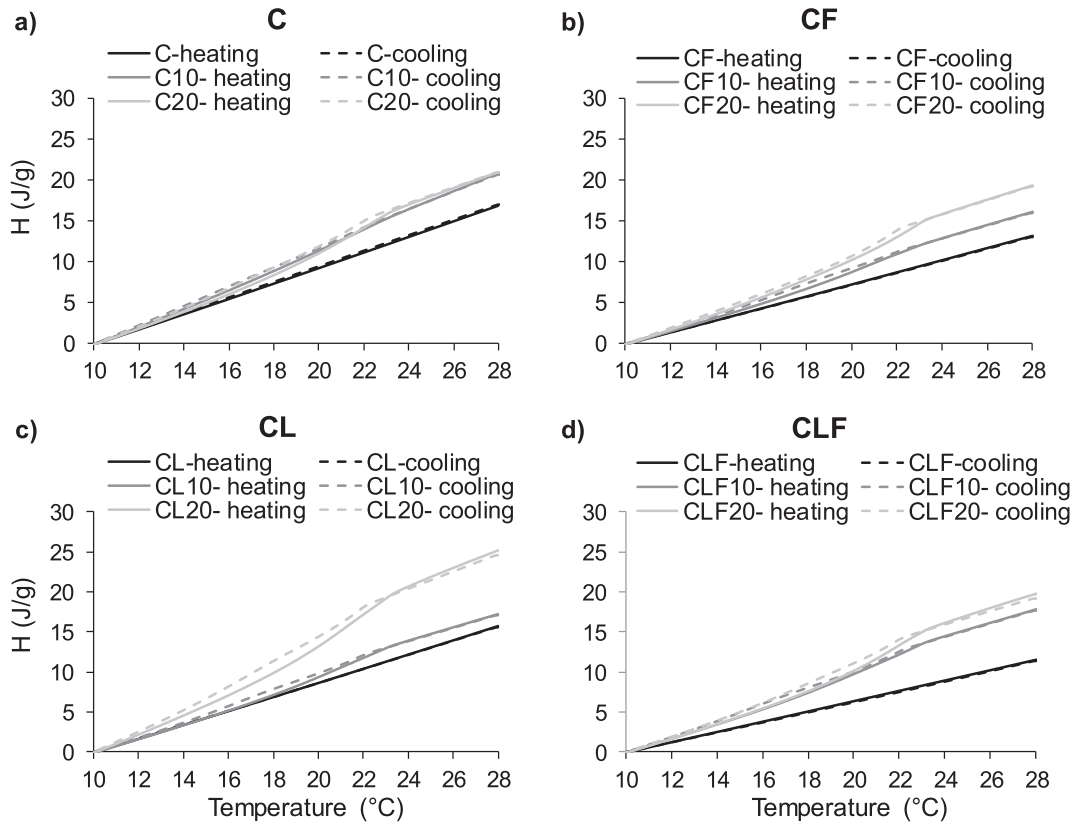 a) C
C-heating C-cooling
C10- heating C10- cooling
C20- heating C20- cooling
30
25
20
15
10
5
0
H (J/g)
10 12 14 16 18 20 22 24 26 28
b) CF
CF-heating CF-cooling
CF10- heating CF10- cooling
CF20- heating CF20- cooling
30
25
20
15
10
5
0
10 12 14 16 18 20 22 24 26 28
c) CL
CL-heating CL-cooling
CL10- heating CL10- cooling
CL20- heating CL20- cooling
30
25
20
15
10
5
0
H (J/g)
10 12 14 16 18 20 22 24 26 28
Temperature (°C)
d) CLF
CLF-heating CLF-cooling
CLF10- heating CLF10- cooling
CLF20- heating CLF20- cooling
30
25
20
15
10
5
0
10 12 14 16 18 20 22 24 26 28
Temperature (°C)